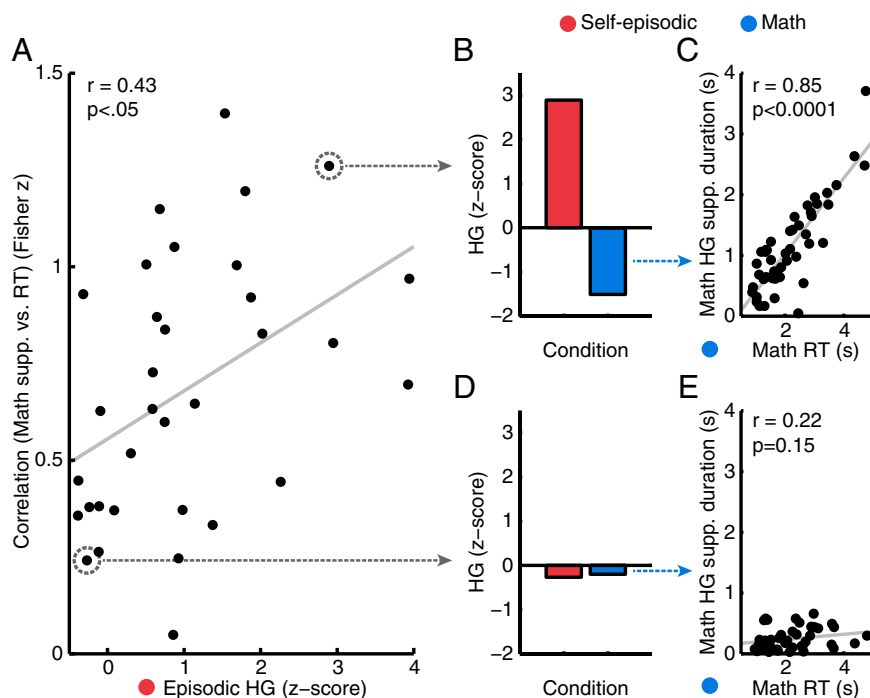 Self-episodic Math
A
r = 0.43
p<.05
1.5
1
0.5
0
Correlation (Math supp. vs. RT) (Fisher z)
0 1 2 3 4
Episodic HG (z−score)
B
3
2
1
0
−1
−2
HG (z−score)
Condition
C
r = 0.85
p<0.0001
4
3
2
1
0
Math HG supp. duration (s)
2 4
Math RT (s)
D
3
2
1
0
−1
−2
HG (z−score)
Condition
E
r = 0.22
p=0.15
4
3
2
1
0
Math HG supp. duration (s)
2 4
Math RT (s)